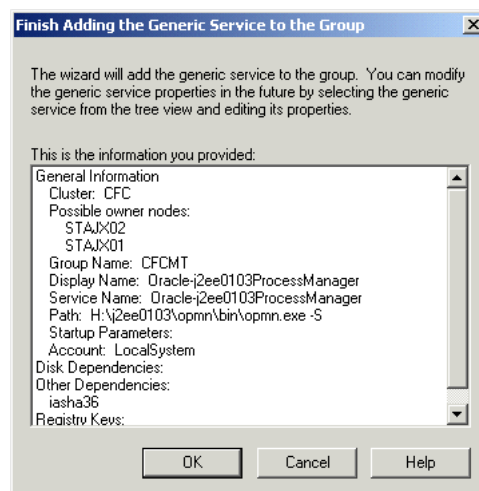 Finish Adding the Generic Service to the Group
The wizard will add the generic service to the group.  You can modify
the generic service properties in the future by selecting the generic
service from the tree view and editing its properties.
This is the information you provided:
General Information
Cluster:  CFC
Possible owner nodes:
STAJX02
STAJX01
Group Name:  CFCMT
Display Name:  Oracle-j2ee0103ProcessManager
Service Name:  Oracle-j2ee0103ProcessManager
Path:  H:\j2ee0103\opmn\bin\opmn.exe -S
Startup Parameters:
Account:  LocalSystem
Disk Dependencies:
Other Dependencies:
iasha36
Registry Keys:
OK
Cancel
Help